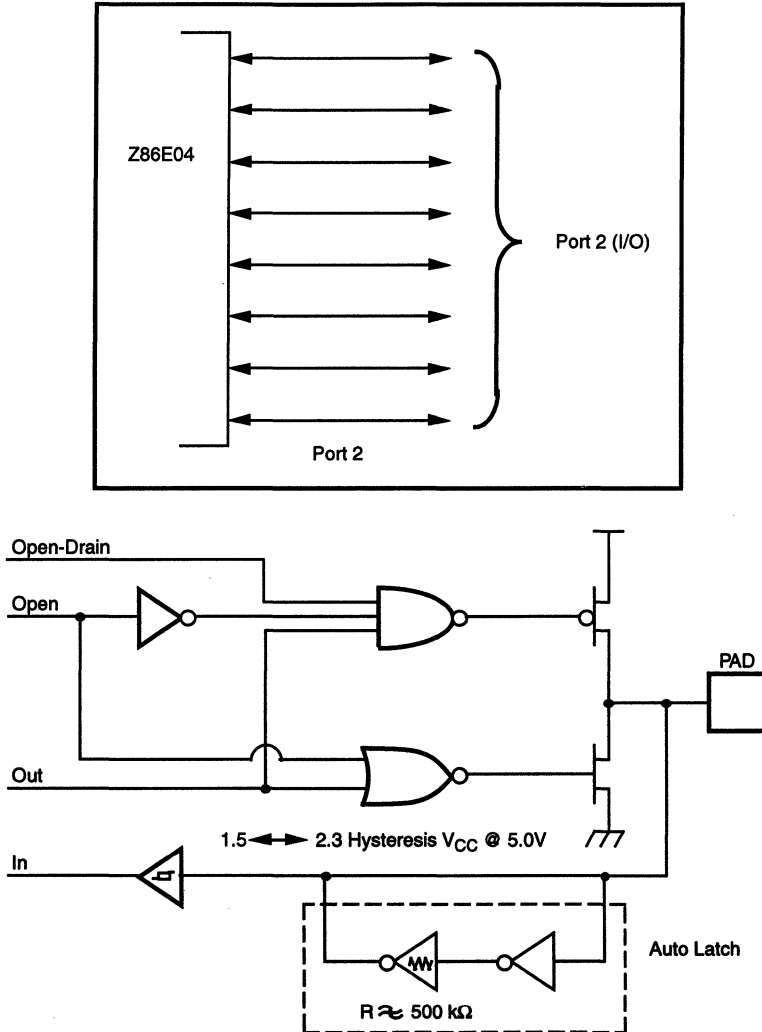 Z86E04
Port 2 (I/O)
Port 2
Open-Drain
Open
PAD
Out
1.5 2.3 Hysteresis VCC @ 5.0V
In
Auto Latch
R ≈ 500 kΩ